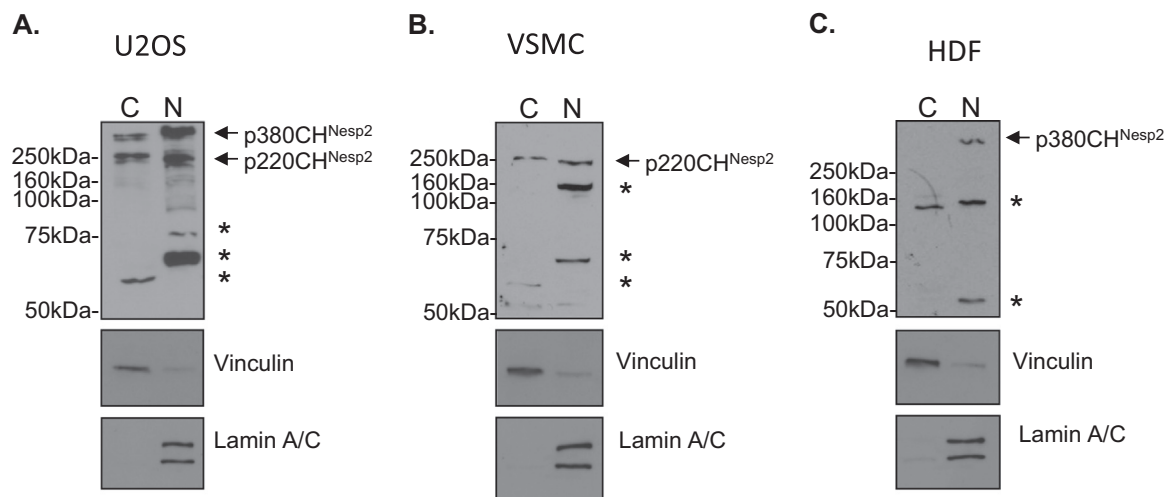 A.
U2OS
C N
p380CH^Nesp2
250kDa-
p220CH^Nesp2
160kDa-
100kDa-
75kDa-
*
*
*
50kDa-
Vinculin
Lamin A/C
B.
VSMC
C N
250kDa-
p220CH^Nesp2
160kDa-
*
100kDa-
75kDa-
*
*
50kDa-
Vinculin
Lamin A/C
C.
HDF
C N
p380CH^Nesp2
250kDa-
160kDa-
*
100kDa-
75kDa-
50kDa-
*
Vinculin
Lamin A/C